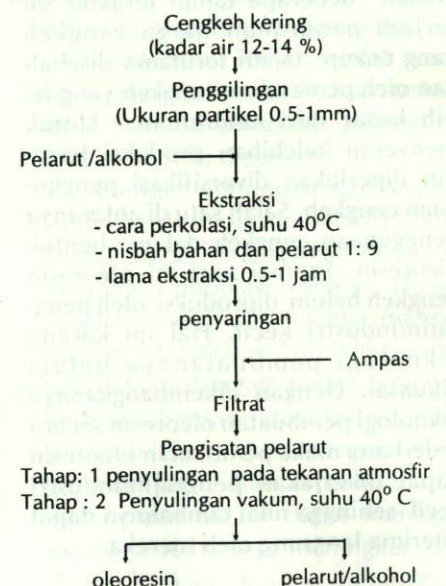 Cengkeh kering
(kadar air 12-14 %)
Penggilingan
(Ukuran partikel 0.5-1mm)
Pelarut /alkohol
Ekstraksi
- cara perkolasi, suhu 40°C
- nisbah bahan dan pelarut 1: 9
- lama ekstraksi 0.5-1 jam
penyaringan
Ampas
Filtrat
Pengisatan pelarut
Tahap: 1 penyulingan pada tekanan atmosfir
Tahap : 2 Penyulingan vakum, suhu 40° C
oleoresin
pelarut/alkohol